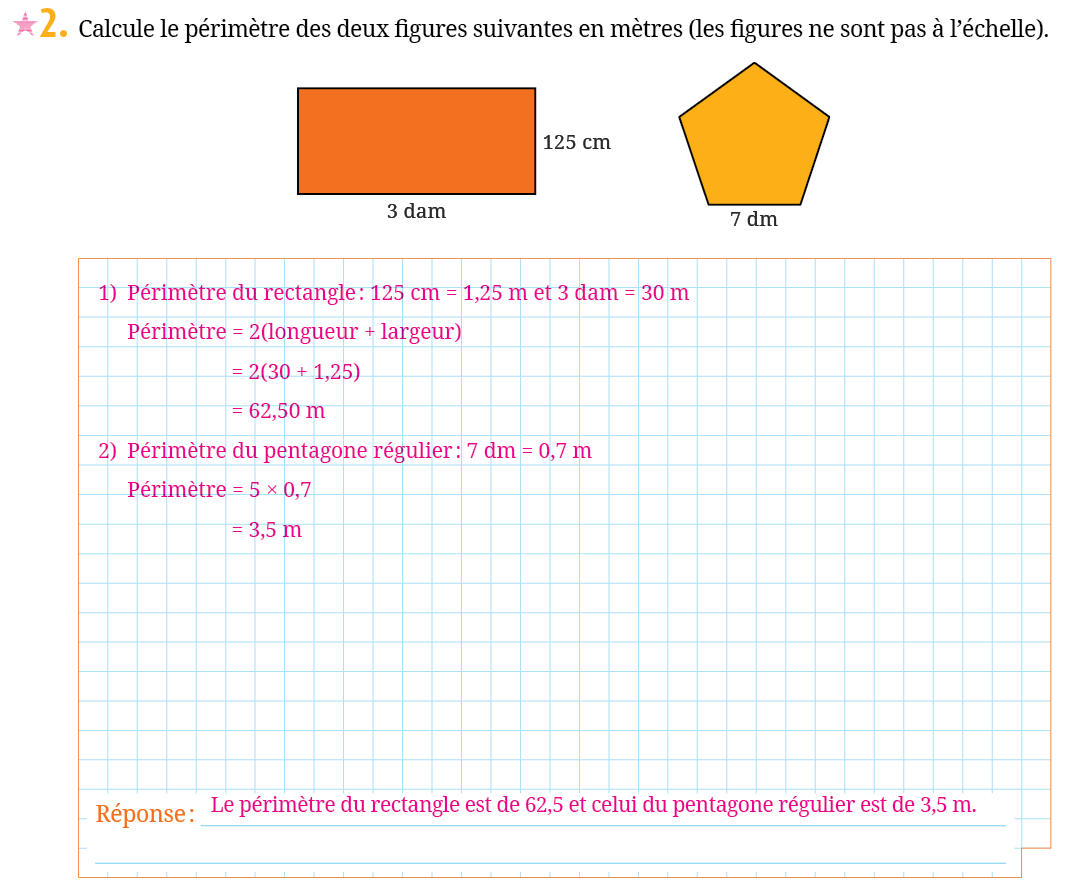 2. Calcule le périmètre des deux figures suivantes en mètres (les figures ne sont pas à l’échelle).
125 cm
3 dam
7 dm
1) Périmètre du rectangle : 125 cm = 1,25 m et 3 dam = 30 m
Périmètre = 2(longueur + largeur)
= 2(30 + 1,25)
= 62,50 m
2) Périmètre du pentagone régulier : 7 dm = 0,7 m
Périmètre = 5 × 0,7
= 3,5 m
Réponse : Le périmètre du rectangle est de 62,5 et celui du pentagone régulier est de 3,5 m.